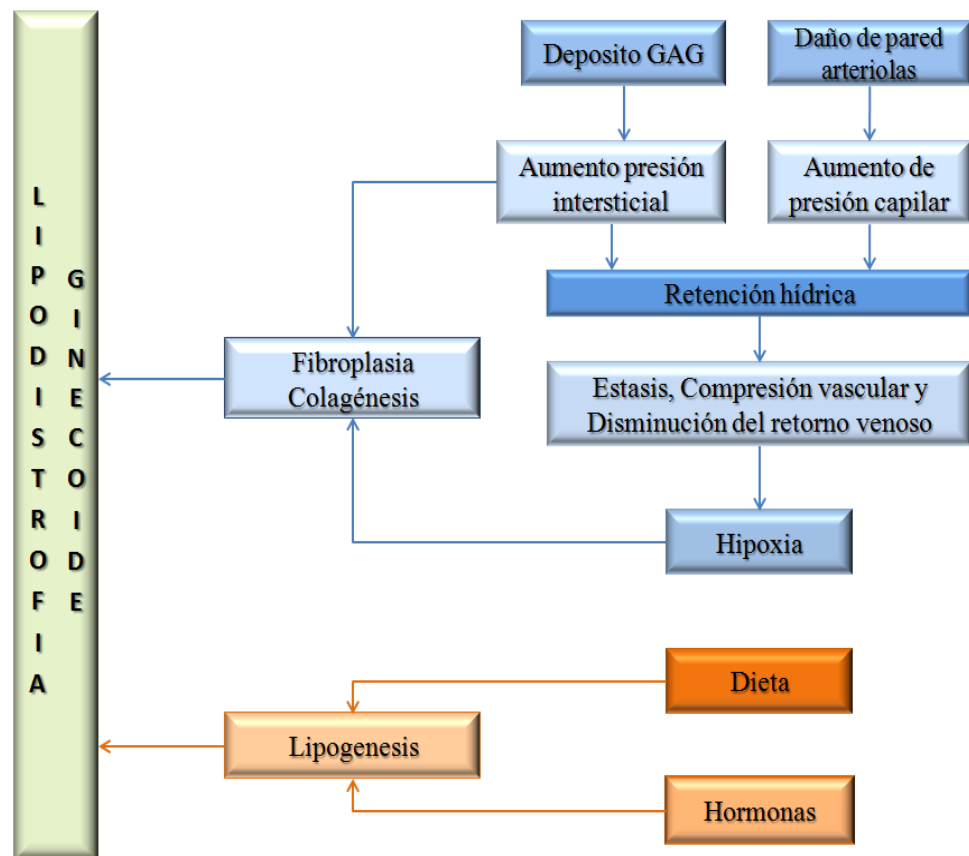 LIPODISTROFIA
GINECOIDE
Deposito GAG
Daño de pared
arteriolas
Aumento presión
intersticial
Aumento de
presión capilar
Retención hídrica
Fibroplasia
Colagénesis
Estasis, Compresión vascular y
Disminución del retorno venoso
Hipoxia
Dieta
Lipogenesis
Hormonas